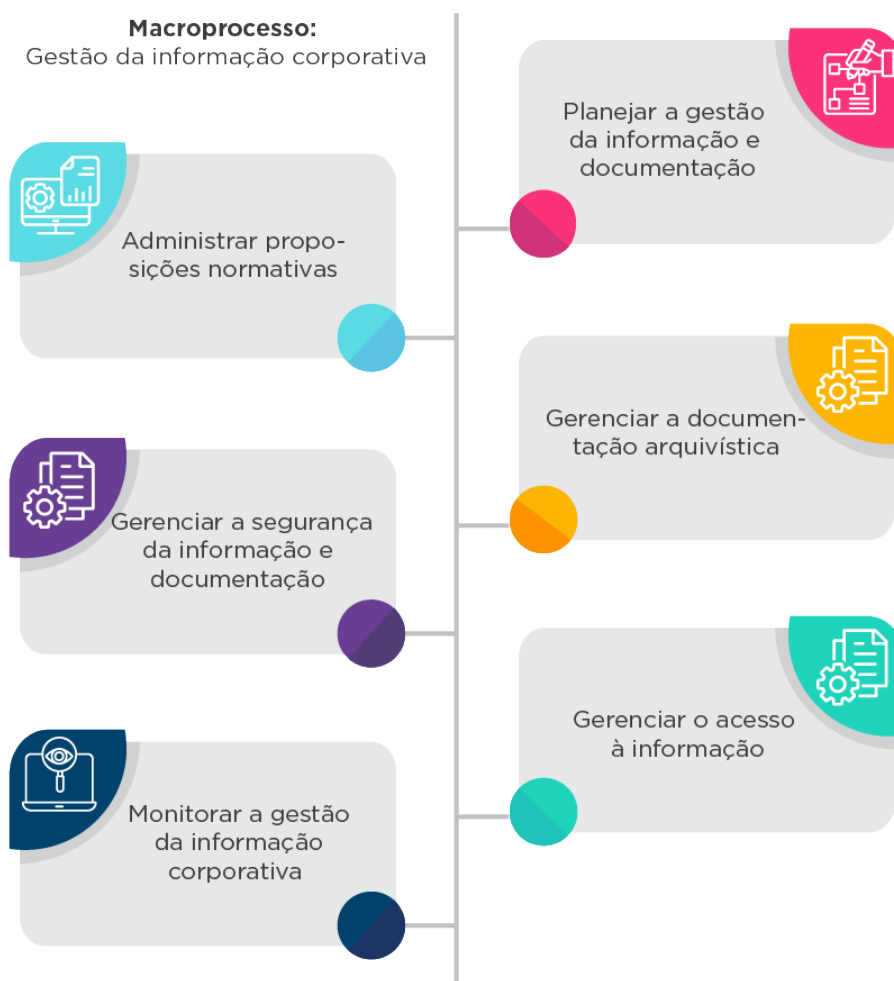 Macroprocesso:
Gestão da informação corporativa
Planejar a gestão
da informação e
documentação
Administrar propo-
sições normativas
Gerenciar a documen-
tação arquivística
Gerenciar a segurança
da informação e
documentação
Gerenciar o acesso
à informação
Monitorar a gestão
da informação
corporativa